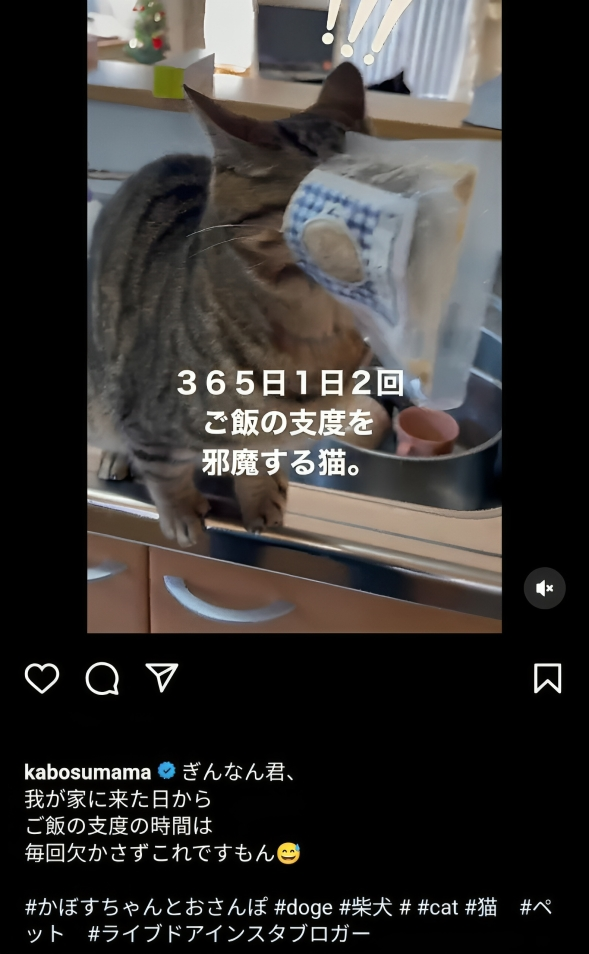 ３６５日１日２回
ご飯の支度を
邪魔する猫。
kabosumama ぎんなん君、
我が家に来た日から
ご飯の支度の時間は
毎回欠かさずこれですもん😅
#かぼすちゃんとおさんぽ #doge #柴犬 # #cat #猫　#ペ
ット　#ライブドアインスタブロガー